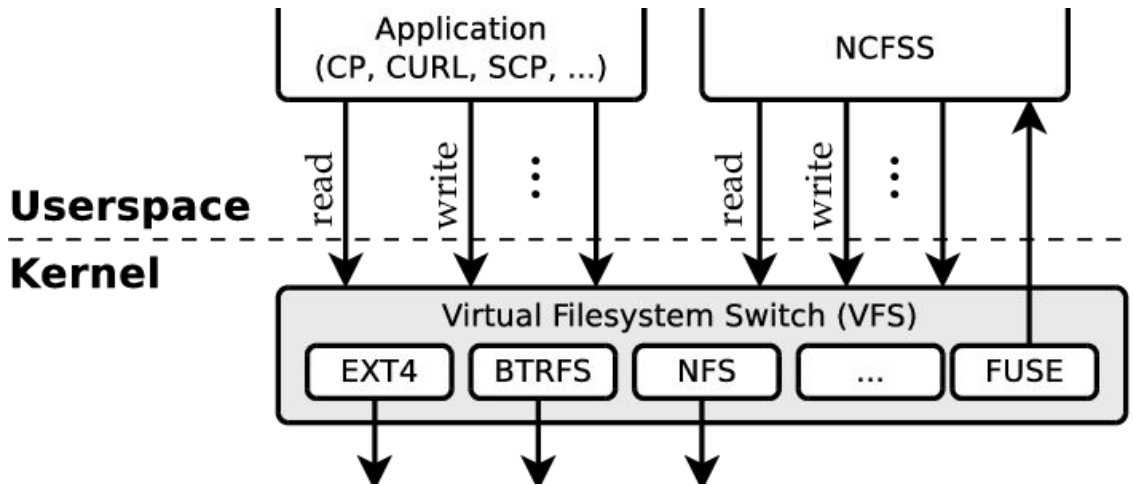 Application
(CP, CURL, SCP, ...)
NCFSS
read
write
...
read
write
...
Userspace
Kernel
Virtual Filesystem Switch (VFS)
EXT4
BTRFS
NFS
...
FUSE